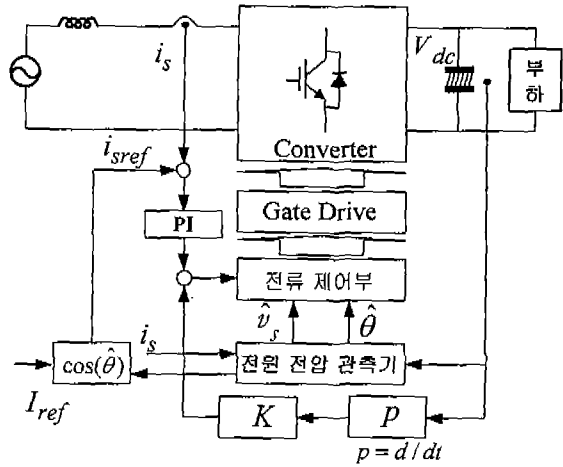 i_s
V_dc
부하
Converter
i_sref
Gate Drive
PI
전류 제어부
v̂_s
θ̂
i_s
cos(θ̂)
전원 전압 관측기
I_ref
K
p
p = d / dt